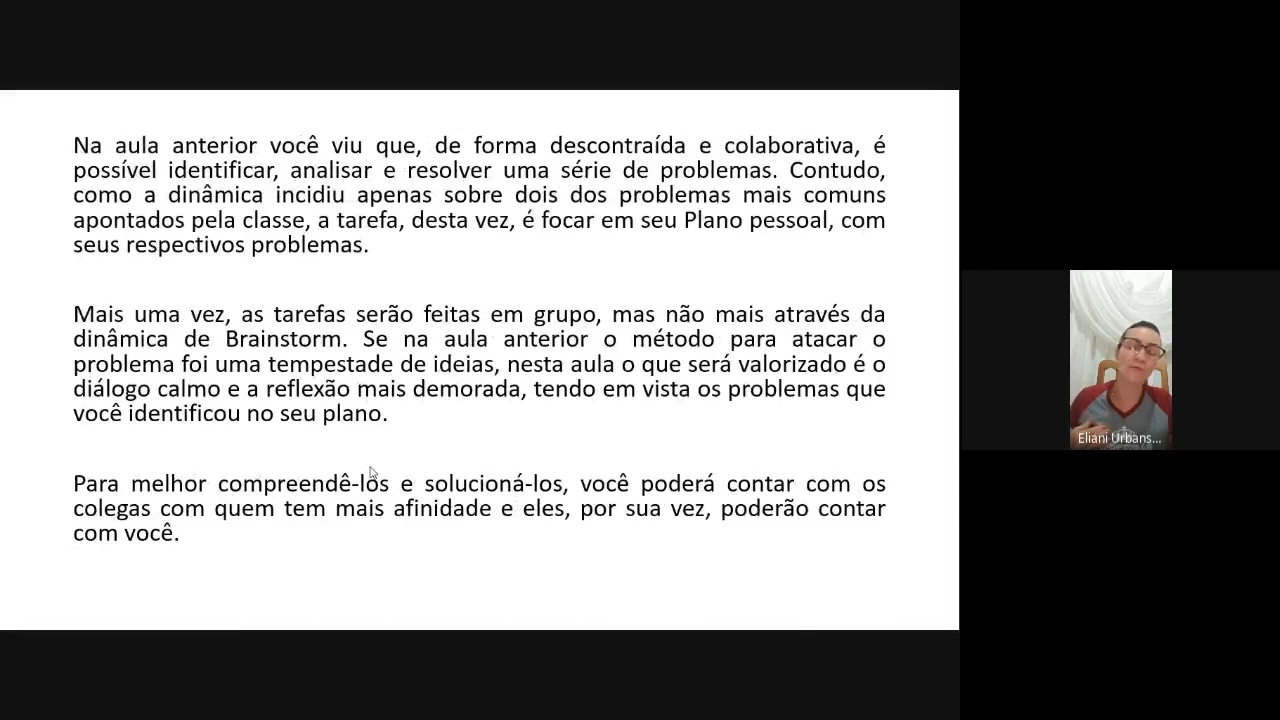 Na aula anterior você viu que, de forma descontraída e colaborativa, é
possível identificar, analisar e resolver uma série de problemas. Contudo,
como a dinâmica incidiu apenas sobre dois dos problemas mais comuns
apontados pela classe, a tarefa, desta vez, é focar em seu Plano pessoal, com
seus respectivos problemas.
Mais uma vez, as tarefas serão feitas em grupo, mas não mais através da
dinâmica de Brainstorm. Se na aula anterior o método para atacar o
problema foi uma tempestade de ideias, nesta aula o que será valorizado é o
diálogo calmo e a reflexão mais demorada, tendo em vista os problemas que
você identificou no seu plano.
Para melhor compreendê-los e solucioná-los, você poderá contar com os
colegas com quem tem mais afinidade e eles, por sua vez, poderão contar
com você.
Eliani Urbans...